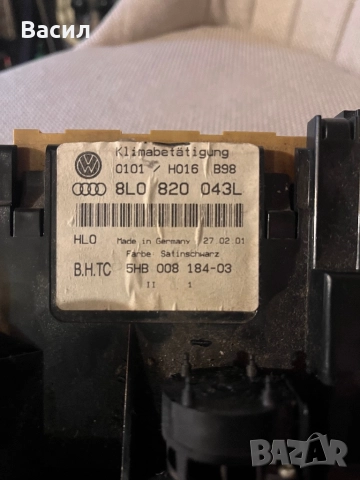 Васил
Klimabetätigung
0101 / H016 B98
8L0 820 043L
HLO Made in Germany 27.02.01
Farbe Satinschwarz
B.H.TC 5HB 008 184-03
II 1
BAZAR